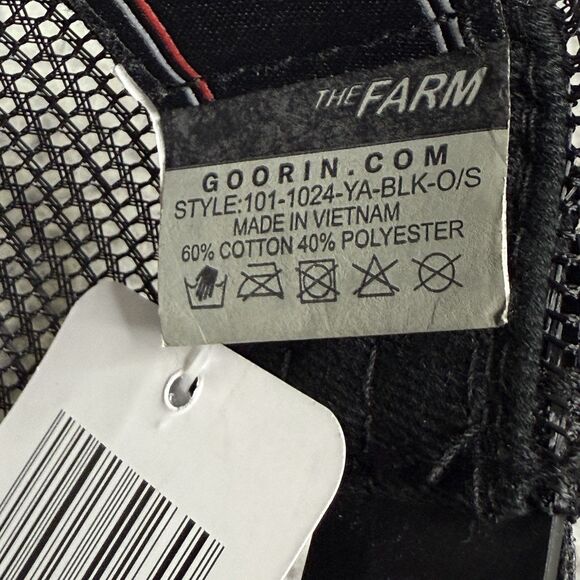 THE FARM
GOORIN.COM
STYLE:101-1024-YA-BLK-O/S
MADE IN VIETNAM
60% COTTON 40% POLYESTER